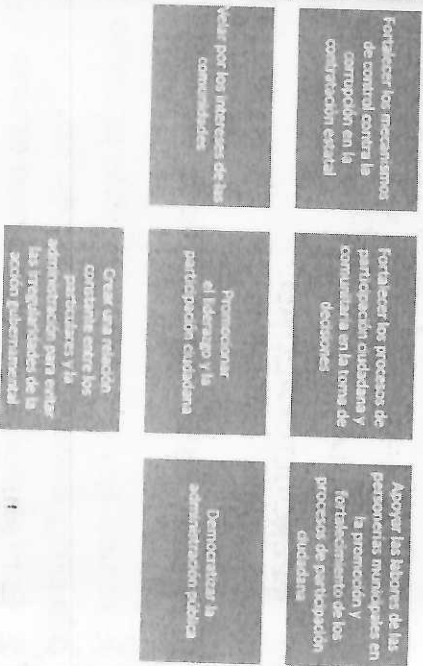 Fortalecer los mecanismos
de control contra la
corrupción en la
contratación estatal
Fortalecer los procesos de
participación ciudadana y
comunitaria en la toma de
decisiones
Apoyar las labores de las
personerías municipales en
la promoción y
fortalecimiento de los
procesos de participación
ciudadana
Velar por los intereses de las
comunidades
Promocionar
el liderazgo y la
participación ciudadana
Democratizar la
administración pública
Crear una relación
constante entre los
particulares y la
administración para evitar
las irregularidades de la
acción gubernamental